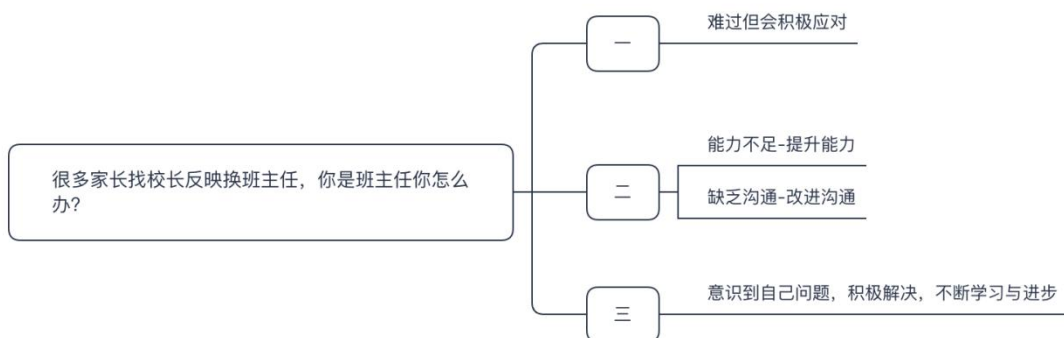 很多家长找校长反映换班主任，你是班主任你怎么
办？
一
难过但会积极应对
二
能力不足-提升能力
缺乏沟通-改进沟通
三
意识到自己问题，积极解决，不断学习与进步